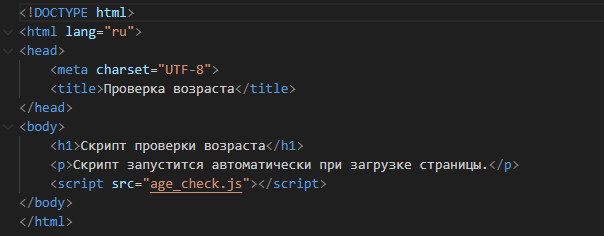 <!DOCTYPE html>
<html lang="ru">
<head>
    <meta charset="UTF-8">
    <title>Проверка возраста</title>
</head>
<body>
    <h1>Скрипт проверки возраста</h1>
    <p>Скрипт запустится автоматически при загрузке страницы.</p>
    <script src="age_check.js"></script>
</body>
</html>